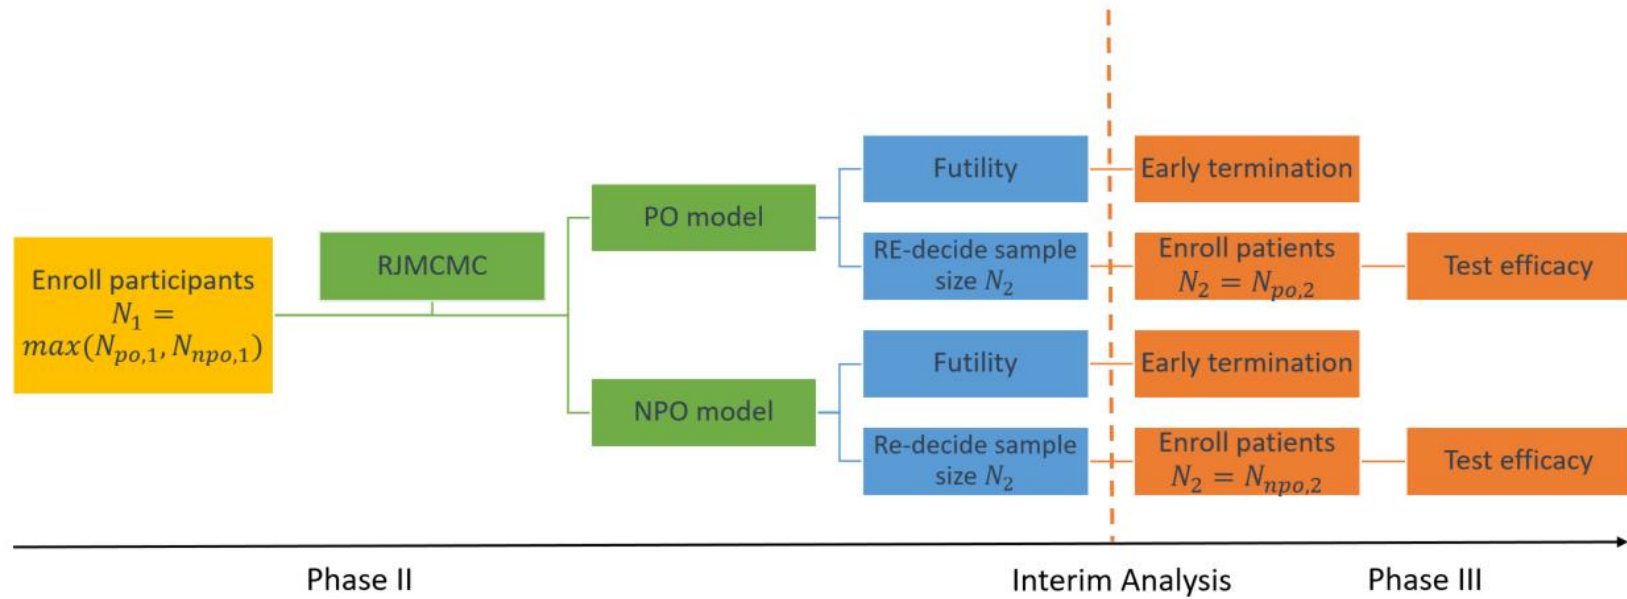 Enroll participants
N₁ =
max(Nₚₒ,₁, Nₙₚₒ,₁)
RJMCMC
PO model
NPO model
Futility
RE-decide sample
size N₂
Futility
Re-decide sample
size N₂
Early termination
Enroll patients
N₂ = Nₚₒ,₂
Test efficacy
Early termination
Enroll patients
N₂ = Nₙₚₒ,₂
Test efficacy
Phase II
Interim Analysis
Phase III